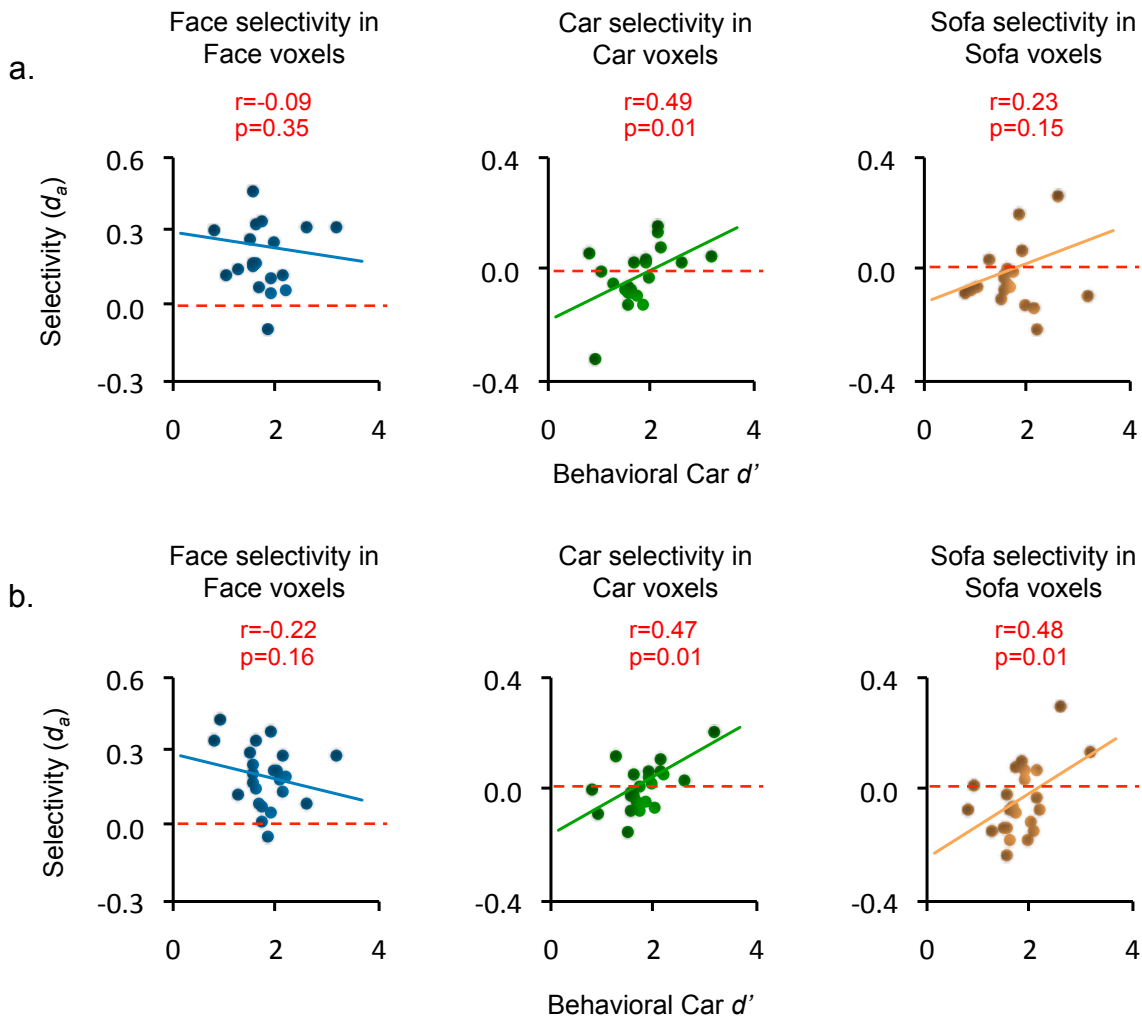 a.
Face selectivity in
Face voxels
r=-0.09
p=0.35
Car selectivity in
Car voxels
r=0.49
p=0.01
Sofa selectivity in
Sofa voxels
r=0.23
p=0.15
Selectivity (da)
0.6
0.3
0.0
-0.3
0 2 4
0.4
0.0
-0.4
0 2 4
0.4
0.0
-0.4
0 2 4
Behavioral Car d'
b.
Face selectivity in
Face voxels
r=-0.22
p=0.16
Car selectivity in
Car voxels
r=0.47
p=0.01
Sofa selectivity in
Sofa voxels
r=0.48
p=0.01
Selectivity (da)
0.6
0.3
0.0
-0.3
0 2 4
0.4
0.0
-0.4
0 2 4
0.4
0.0
-0.4
0 2 4
Behavioral Car d'